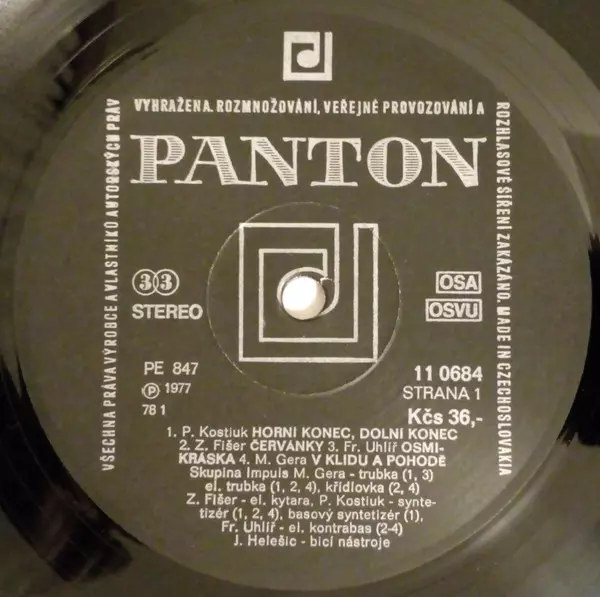 VŠECHNA PRÁVA VÝROBCE A VLASTNÍKŮ AUTORSKÝCH PRÁV
VYHRAŽENA. ROZMNOŽOVÁNÍ, VEŘEJNÉ PROVOZOVÁNÍ A
ROZHLASOVÉ ŠÍŘENÍ ZAKÁZÁNO. MADE IN CZECHOSLOVAKIA
PANTON
33
STEREO
OSA
OSVU
PE 847
Ⓟ 1977
78 1
11 0684
STRANA 1
Kčs 36,-
1. P. Kostiuk HORNÍ KONEC, DOLNÍ KONEC
2. Z. Fišer ČERVÁNKY 3. Fr. Uhlíř OSMI-
KRÁSKA 4. M. Gera V KLIDU A POHODĚ
Skupina Impuls M. Gera - trubka (1, 3)
el. trubka (1, 2, 4), křídlovka (2, 4)
Z. Fišer - el. kytara, P. Kostiuk - synte-
tizér (1, 2, 4), basový syntetizér (1),
Fr. Uhlíř - el. kontrabas (2-4)
J. Helešic - bicí nástroje